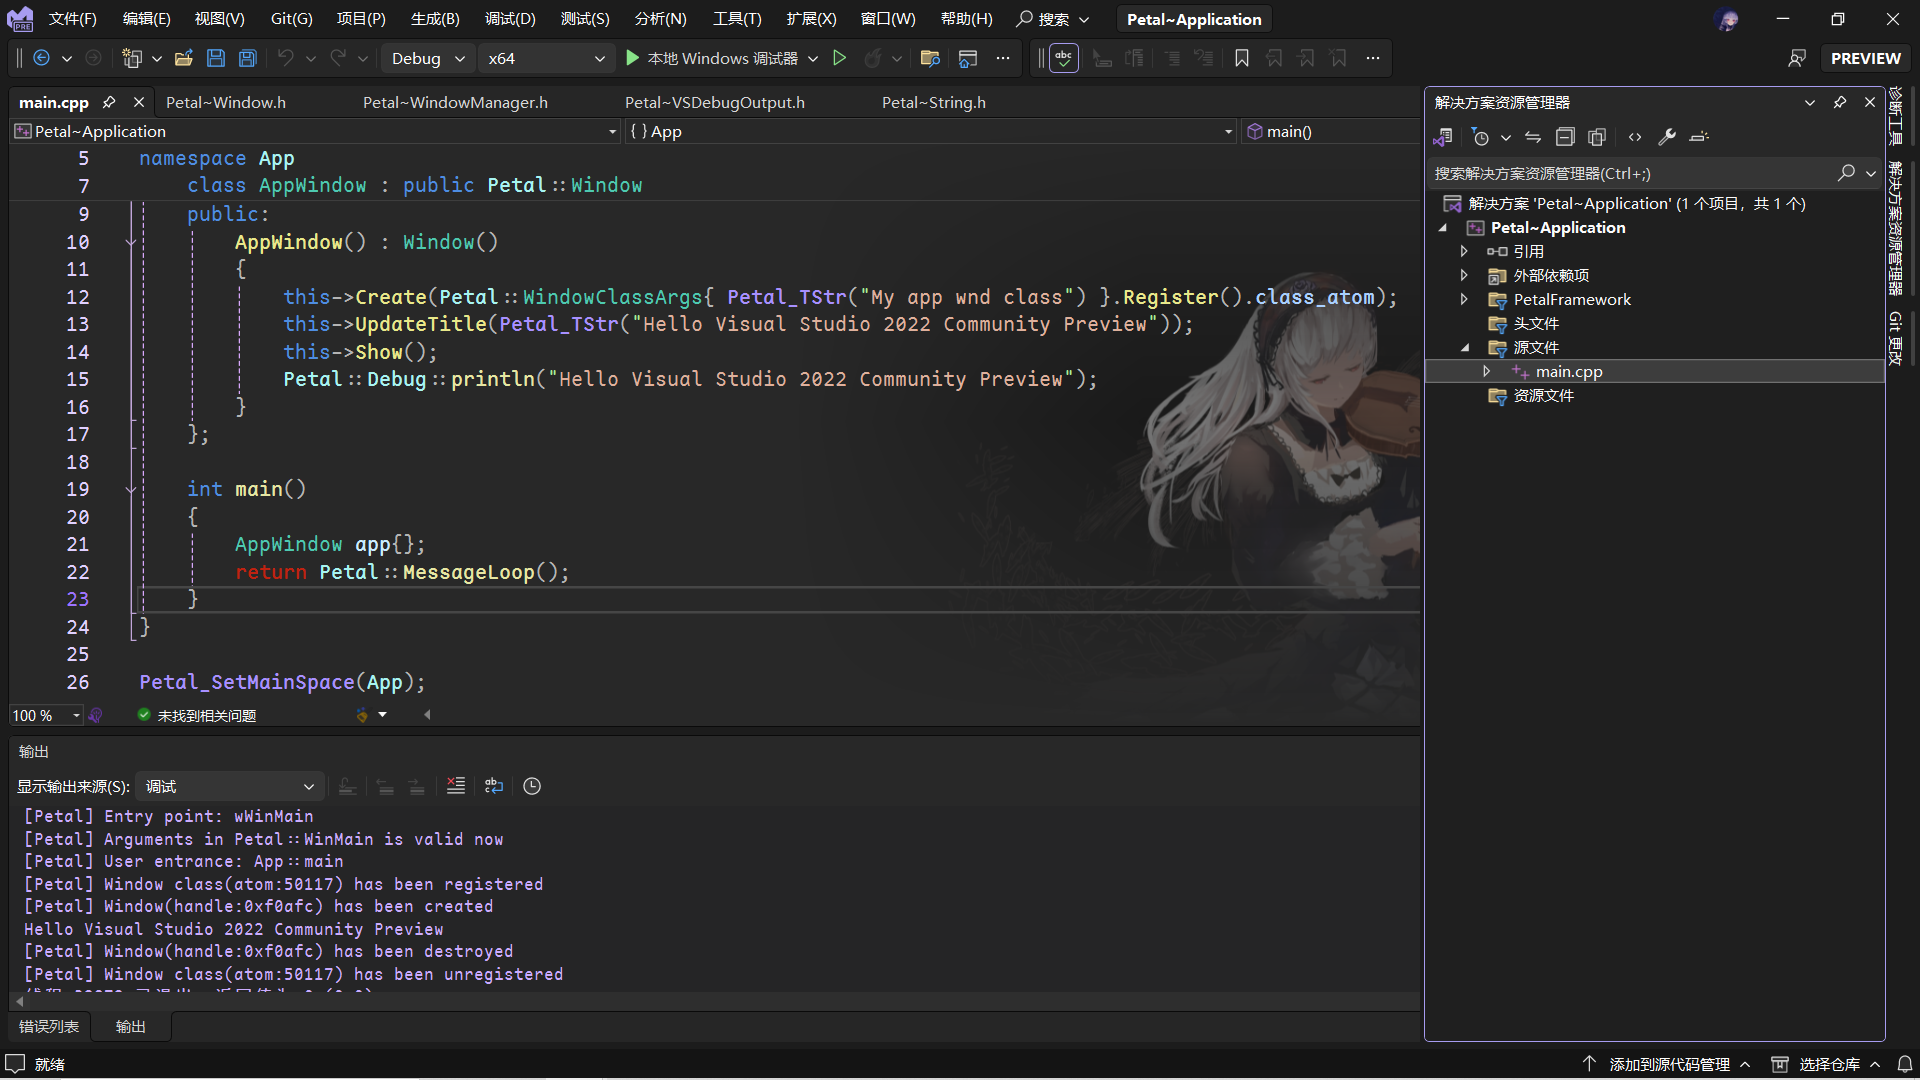 文件(F) 编辑(E) 视图(V) Git(G) 项目(P) 生成(B) 调试(D) 测试(S) 分析(N) 工具(T) 扩展(X) 窗口(W) 帮助(H) 搜索 Petal~Application
Debug x64 本地 Windows 调试器 abc PREVIEW
main.cpp Petal~Window.h Petal~WindowManager.h Petal~VSDebugOutput.h Petal~String.h
Petal~Application { } App main()
5 namespace App
7 class AppWindow : public Petal::Window
9 public:
10 AppWindow() : Window()
11 {
12 this->Create(Petal::WindowClassArgs{ Petal_TStr("My app wnd class") }.Register().class_atom);
13 this->UpdateTitle(Petal_TStr("Hello Visual Studio 2022 Community Preview"));
14 this->Show();
15 Petal::Debug::println("Hello Visual Studio 2022 Community Preview");
16 }
17 };
18
19 int main()
20 {
21 AppWindow app{};
22 return Petal::MessageLoop();
23 }
24 }
25
26 Petal_SetMainSpace(App);
100 % 未找到相关问题
输出
显示输出来源(S): 调试
[Petal] Entry point: wWinMain
[Petal] Arguments in Petal::WinMain is valid now
[Petal] User entrance: App::main
[Petal] Window class(atom:50117) has been registered
[Petal] Window(handle:0xf0afc) has been created
Hello Visual Studio 2022 Community Preview
[Petal] Window(handle:0xf0afc) has been destroyed
[Petal] Window class(atom:50117) has been unregistered
错误列表 输出
解决方案资源管理器
搜索解决方案资源管理器(Ctrl+;)
解决方案 'Petal~Application' (1 个项目，共 1 个)
Petal~Application
引用
外部依赖项
PetalFramework
头文件
源文件
main.cpp
资源文件
诊断工具
解决方案资源管理器
Git 更改
就绪 添加到源代码管理 选择仓库